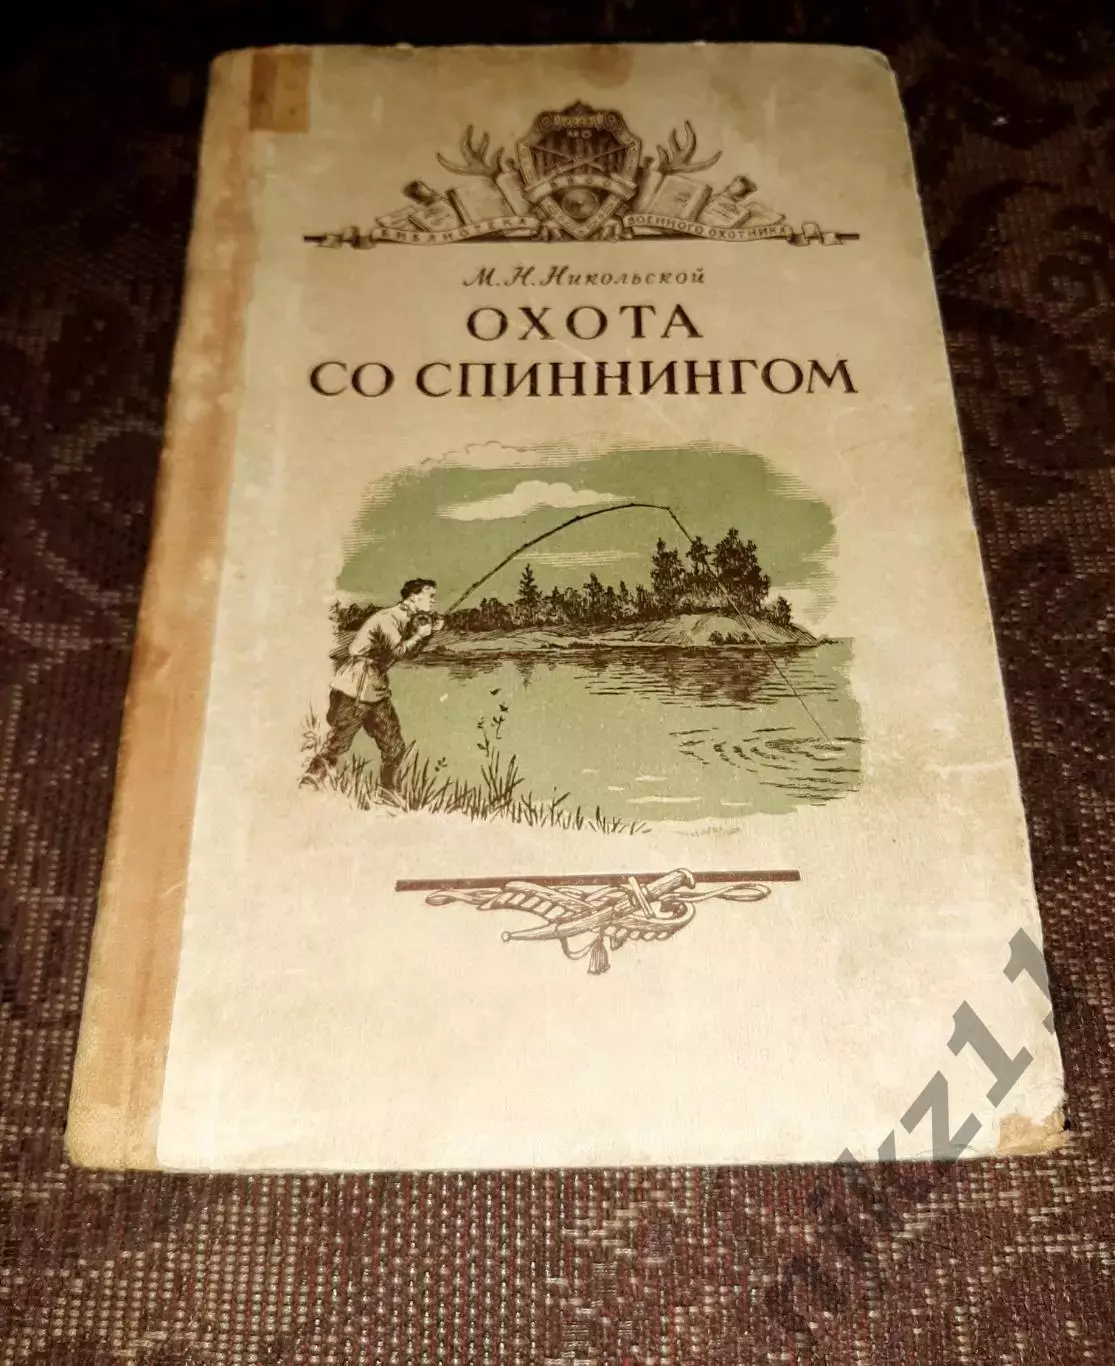 БИБЛИОТЕКА ВОЕННОГО ОХОТНИКА
М. Н. Никольской
ОХОТА
СО СПИННИНГОМ